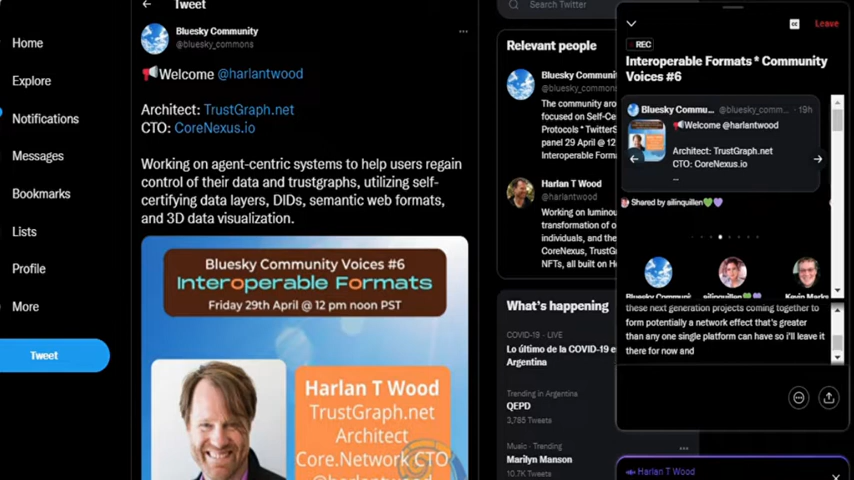 Home
Explore
Notifications
Messages
Bookmarks
Lists
Profile
More
Tweet
Tweet
Bluesky Community
@bluesky_commons
Welcome @harlantwood
Architect: TrustGraph.net
CTO: CoreNexus.io
Working on agent-centric systems to help users regain
control of their data and trustgraphs, utilizing self-
certifying data layers, DIDs, semantic web formats,
and 3D data visualization.
Bluesky Community Voices #6
Interoperable Formats
Friday 29th April @ 12 pm noon PST
Harlan T Wood
TrustGraph.net
Architect
Core.Network CTO
@harlantwood
Search Twitter
Relevant people
Bluesky Communi
@bluesky_commons
The community aro
focused on Self-Ce
Protocols * TwitterS
panel 29 April @ 12
Interoperable Form
Harlan T Wood
@harlantwood
Working on luminou
transformation of o
individuals, and the
CoreNexus, TrustG
NFTs, all built on Ho
What's happening
COVID-19 · LIVE
Lo último de la COVID-19 e
Argentina
Trending in Argentina
QEPD
3,785 Tweets
Music · Trending
Marilyn Manson
10.7K Tweets
Leave
REC
Interoperable Formats * Community
Voices #6
Bluesky Commu... @bluesky_comm... · 19h
Welcome @harlantwood
Architect: TrustGraph.net
CTO: CoreNexus.io
...
Shared by ailinquillen
Bluesky Communi
ailinquillen
Kevin Marks
these next generation projects coming together to
form potentially a network effect that's greater
than any one single platform can have so i'll leave it
there for now and
Harlan T Wood